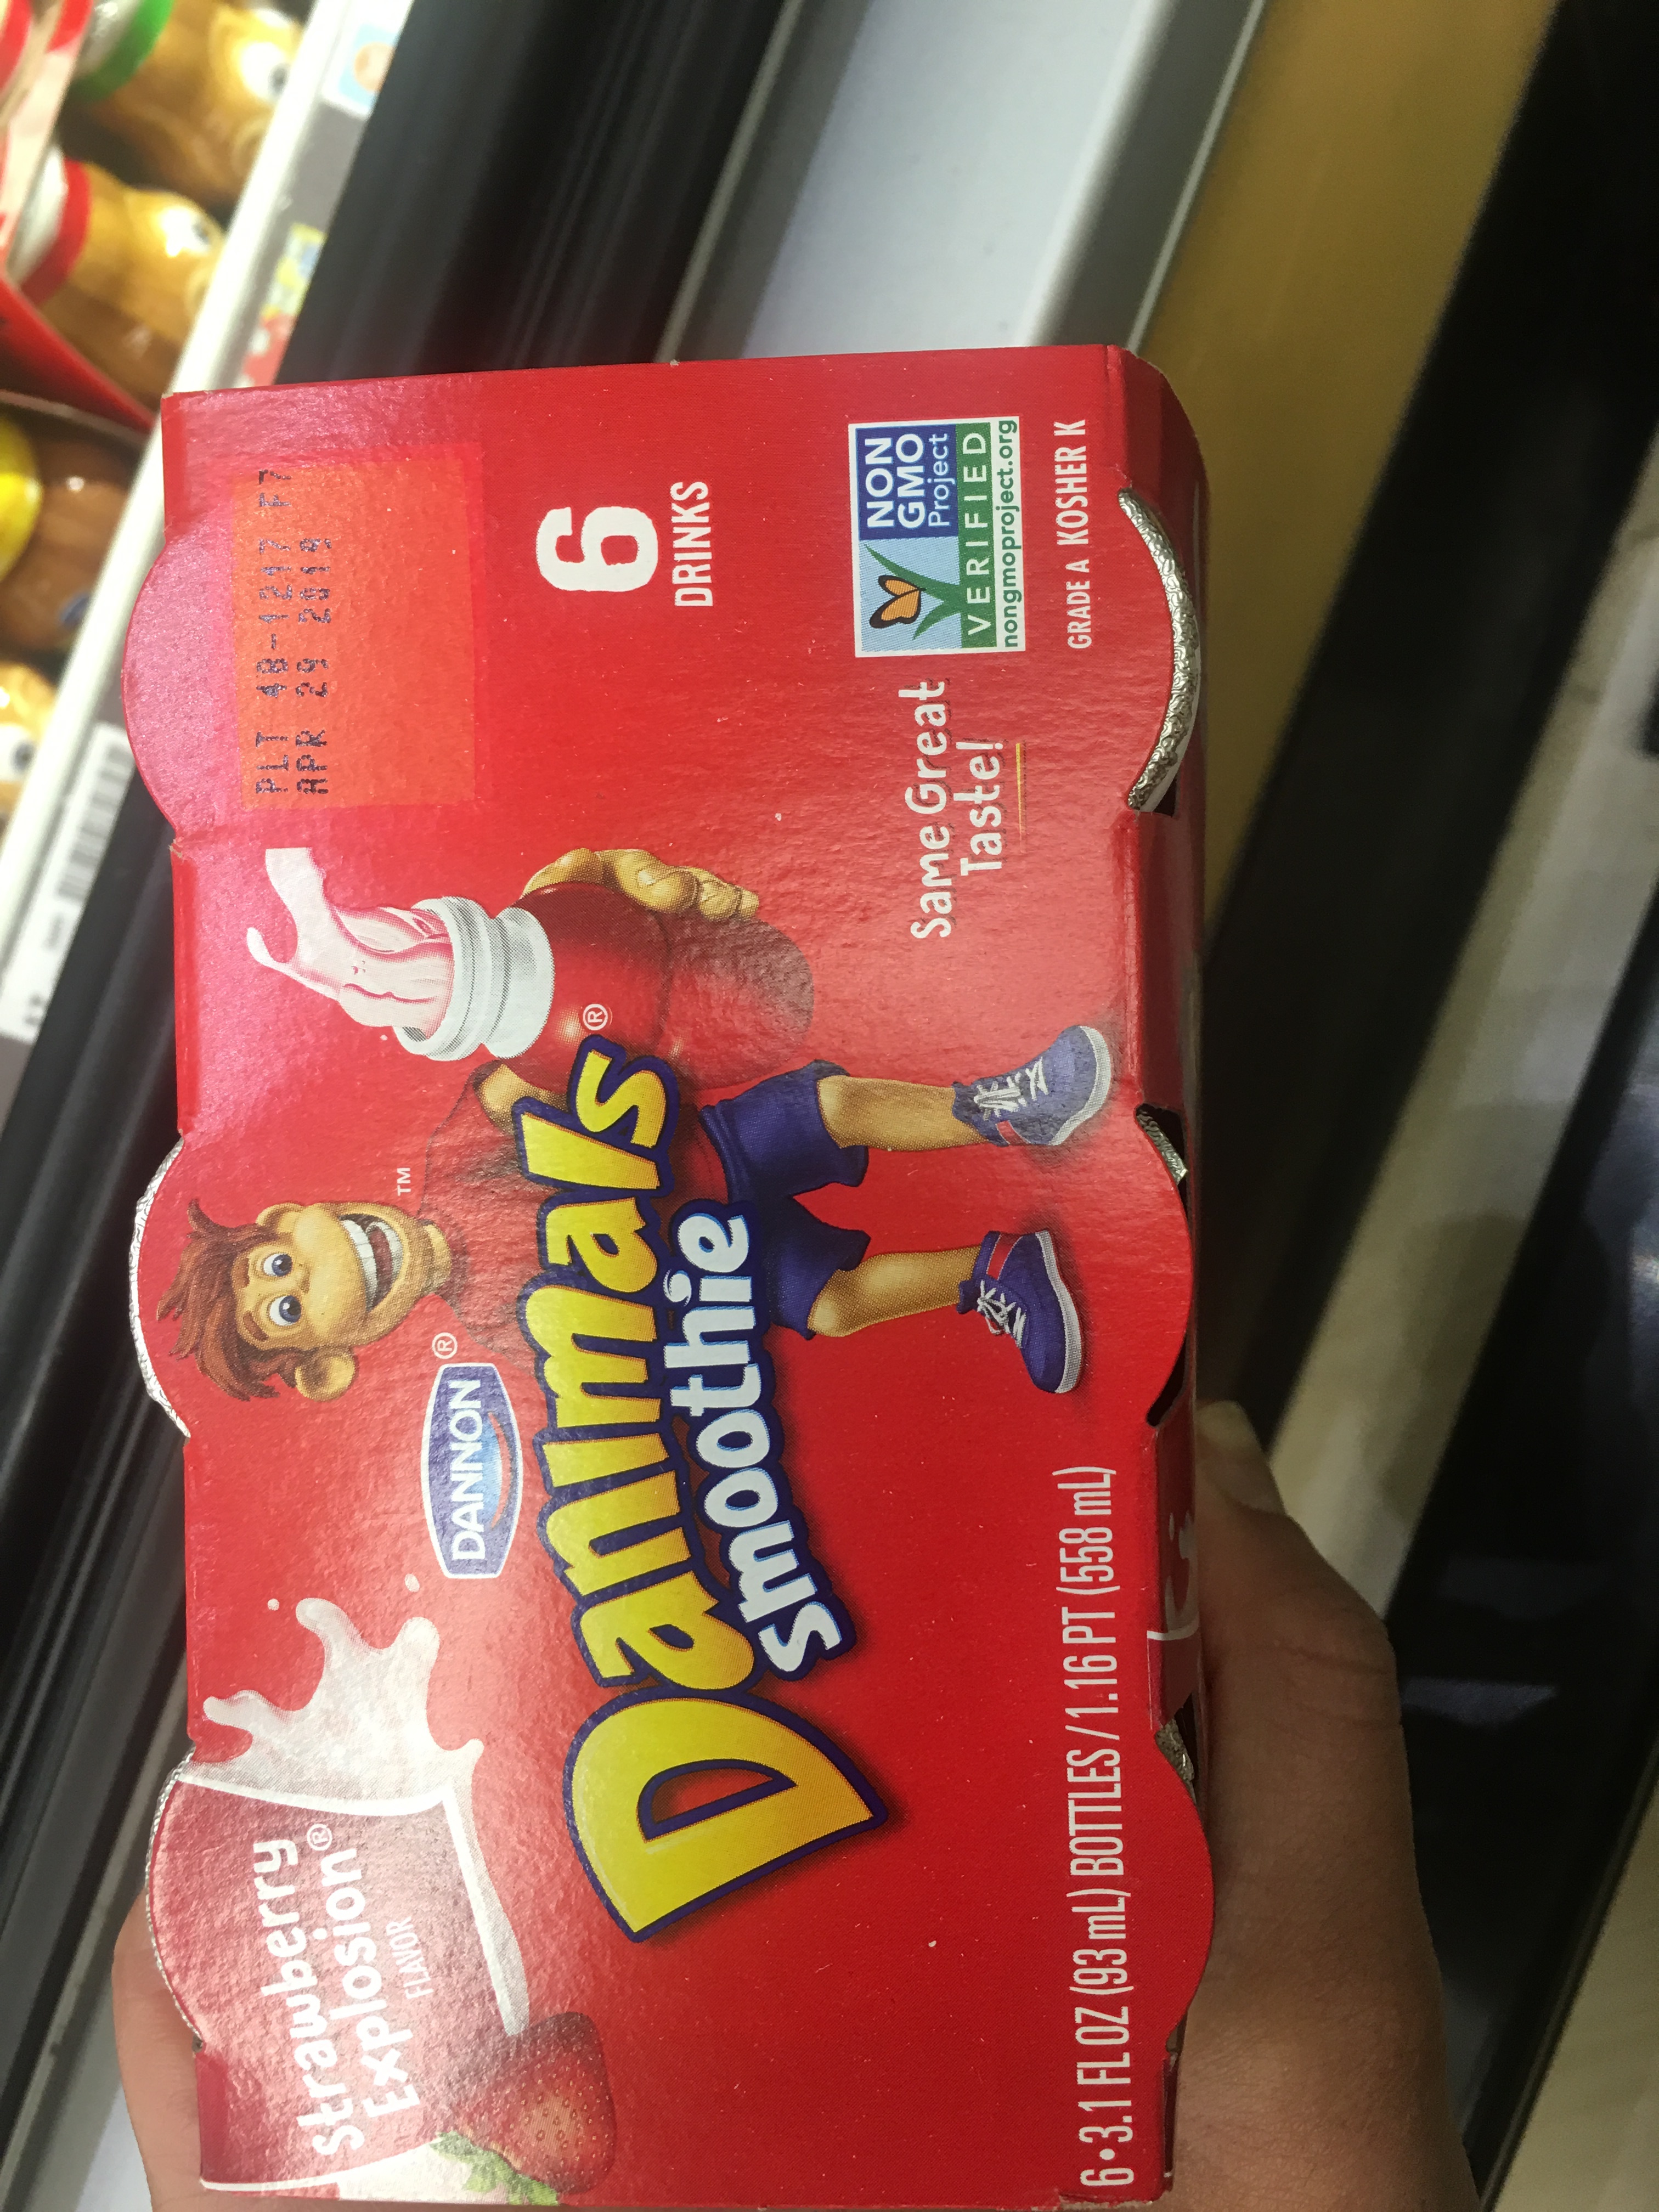 Strawberry
Explosion®
FLAVOR
DANNON®
TM
Danimals®
smoothie
PLT 48-1217 F7
APR 29 2019
6
DRINKS
Same Great
Taste!
NON
GMO
Project
VERIFIED
nongmoproject.org
GRADE A KOSHER K
6•3.1 FL OZ (93 mL) BOTTLES / 1.16 PT (558 mL)